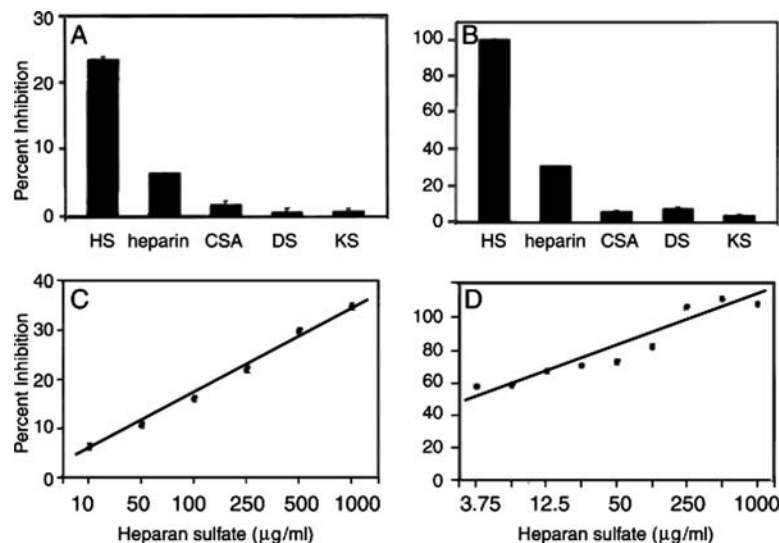 A
Percent Inhibition
30
20
10
0
HS heparin CSA DS KS
B
100
80
60
40
20
0
HS heparin CSA DS KS
C
Percent Inhibition
40
30
20
10
0
10 50 100 250 500 1000
Heparan sulfate (μg/ml)
D
100
80
60
40
20
0
3.75 12.5 50 250 1000
Heparan sulfate (μg/ml)